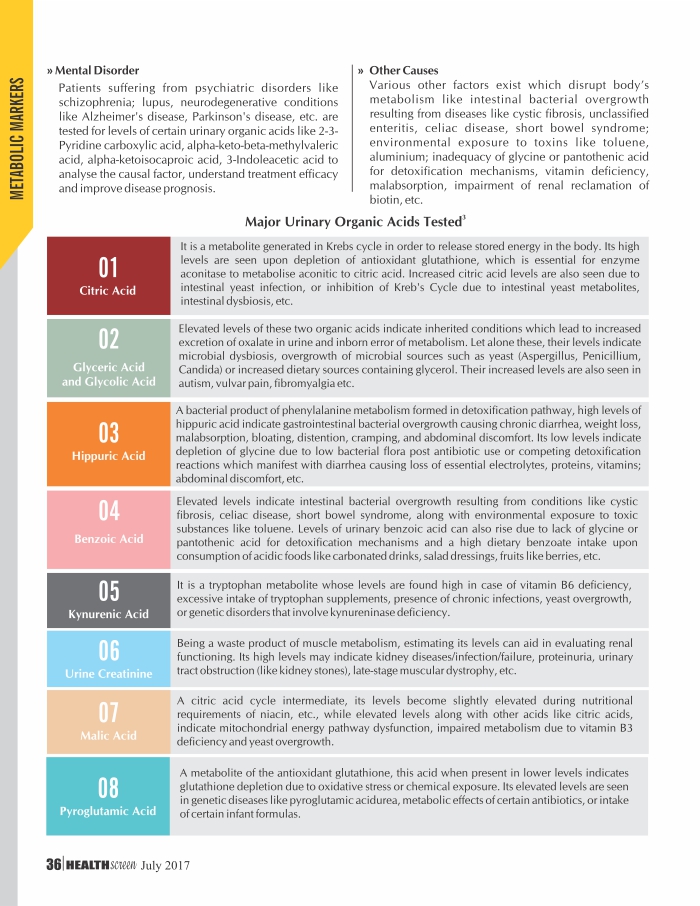 METABOLIC MARKERS
» Mental Disorder
Patients suffering from psychiatric disorders like
schizophrenia; lupus, neurodegenerative conditions
like Alzheimer's disease, Parkinson's disease, etc. are
tested for levels of certain urinary organic acids like 2-3-
Pyridine carboxylic acid, alpha-keto-beta-methylvaleric
acid, alpha-ketoisocaproic acid, 3-Indoleacetic acid to
analyse the causal factor, understand treatment efficacy
and improve disease prognosis.
» Other Causes
Various other factors exist which disrupt body's
metabolism like intestinal bacterial overgrowth
resulting from diseases like cystic fibrosis, unclassified
enteritis, celiac disease, short bowel syndrome;
environmental exposure to toxins like toluene,
aluminium; inadequacy of glycine or pantothenic acid
for detoxification mechanisms, vitamin deficiency,
malabsorption, impairment of renal reclamation of
biotin, etc.
Major Urinary Organic Acids Tested3
01
Citric Acid
It is a metabolite generated in Krebs cycle in order to release stored energy in the body. Its high
levels are seen upon depletion of antioxidant glutathione, which is essential for enzyme
aconitase to metabolise aconitic to citric acid. Increased citric acid levels are also seen due to
intestinal yeast infection, or inhibition of Kreb's Cycle due to intestinal yeast metabolites,
intestinal dysbiosis, etc.
02
Glyceric Acid
and Glycolic Acid
Elevated levels of these two organic acids indicate inherited conditions which lead to increased
excretion of oxalate in urine and inborn error of metabolism. Let alone these, their levels indicate
microbial dysbiosis, overgrowth of microbial sources such as yeast (Aspergillus, Penicillium,
Candida) or increased dietary sources containing glycerol. Their increased levels are also seen in
autism, vulvar pain, fibromyalgia etc.
03
Hippuric Acid
A bacterial product of phenylalanine metabolism formed in detoxification pathway, high levels of
hippuric acid indicate gastrointestinal bacterial overgrowth causing chronic diarrhea, weight loss,
malabsorption, bloating, distention, cramping, and abdominal discomfort. Its low levels indicate
depletion of glycine due to low bacterial flora post antibiotic use or competing detoxification
reactions which manifest with diarrhea causing loss of essential electrolytes, proteins, vitamins;
abdominal discomfort, etc.
04
Benzoic Acid
Elevated levels indicate intestinal bacterial overgrowth resulting from conditions like cystic
fibrosis, celiac disease, short bowel syndrome, along with environmental exposure to toxic
substances like toluene. Levels of urinary benzoic acid can also rise due to lack of glycine or
pantothenic acid for detoxification mechanisms and a high dietary benzoate intake upon
consumption of acidic foods like carbonated drinks, salad dressings, fruits like berries, etc.
05
Kynurenic Acid
It is a tryptophan metabolite whose levels are found high in case of vitamin B6 deficiency,
excessive intake of tryptophan supplements, presence of chronic infections, yeast overgrowth,
or genetic disorders that involve kynureninase deficiency.
06
Urine Creatinine
Being a waste product of muscle metabolism, estimating its levels can aid in evaluating renal
functioning. Its high levels may indicate kidney diseases/infection/failure, proteinuria, urinary
tract obstruction (like kidney stones), late-stage muscular dystrophy, etc.
07
Malic Acid
A citric acid cycle intermediate, its levels become slightly elevated during nutritional
requirements of niacin, etc., while elevated levels along with other acids like citric acids,
indicate mitochondrial energy pathway dysfunction, impaired metabolism due to vitamin B3
deficiency and yeast overgrowth.
08
Pyroglutamic Acid
A metabolite of the antioxidant glutathione, this acid when present in lower levels indicates
glutathione depletion due to oxidative stress or chemical exposure. Its elevated levels are seen
in genetic diseases like pyroglutamic acidurea, metabolic effects of certain antibiotics, or intake
of certain infant formulas.
36 HEALTHscreen July 2017